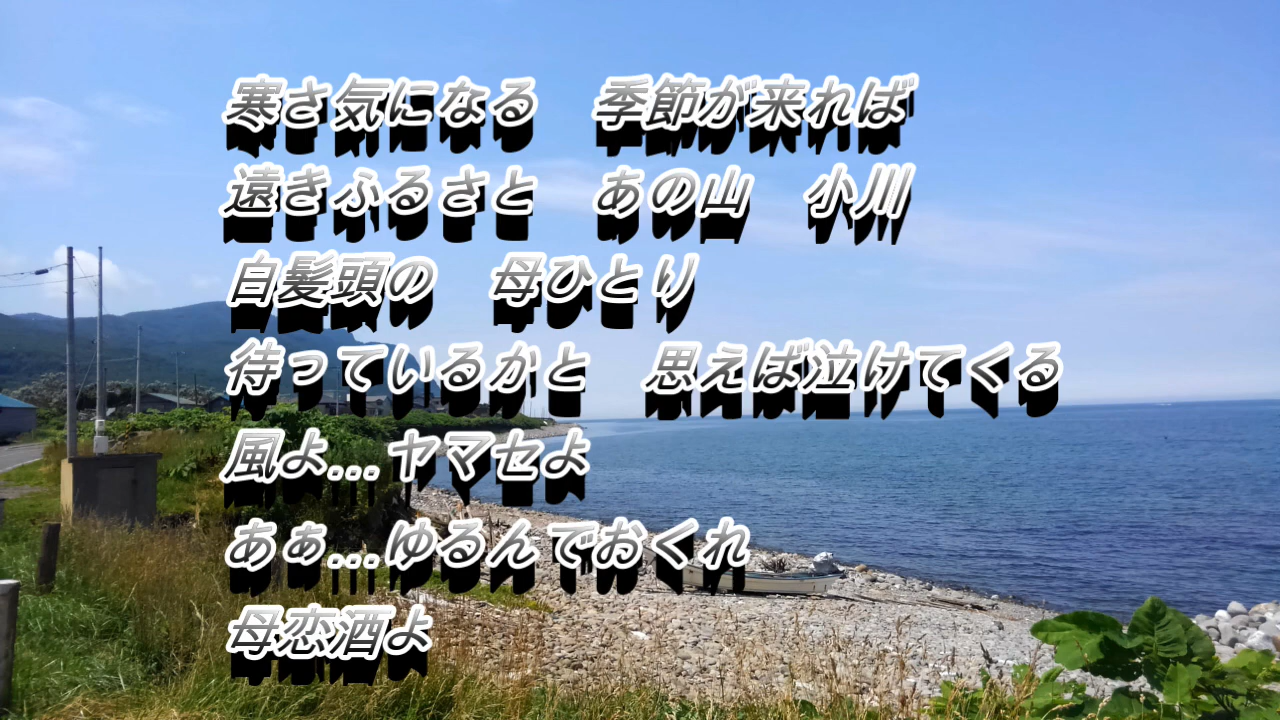 寒さ気になる　季節が来れば
遠きふるさと　あの山　小川
白髪頭の　母ひとり
待っているかと　思えば泣けてくる
風よ…ヤマセよ
あぁ…ゆるんでおくれ
母恋酒よ